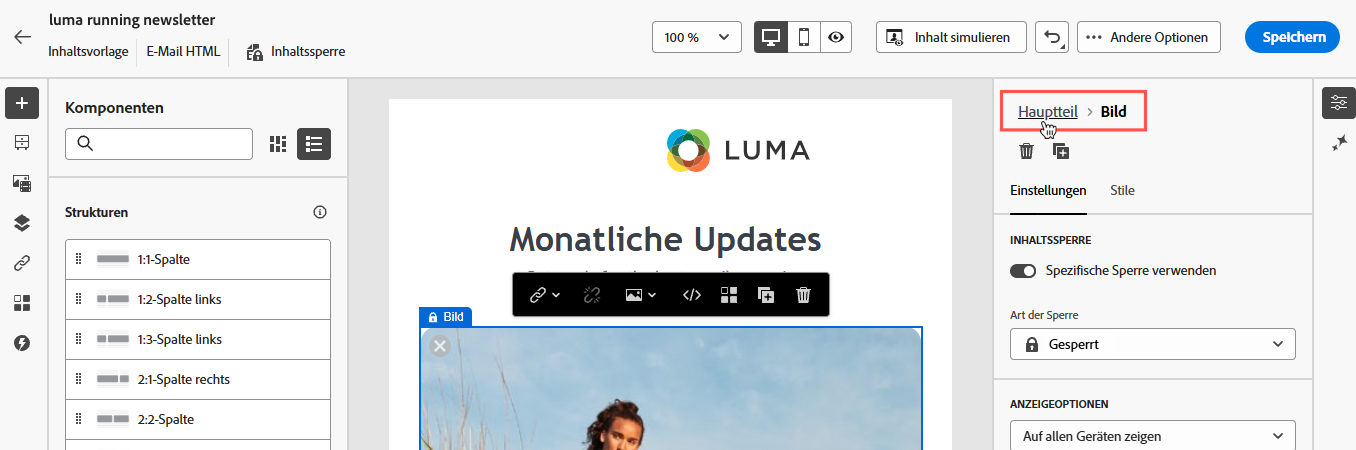 luma running newsletter
Inhaltsvorlage E-Mail HTML Inhaltssperre
100 % Inhalt simulieren Andere Optionen Speichern
Komponenten
Strukturen
1:1-Spalte
1:2-Spalte links
1:3-Spalte links
2:1-Spalte rechts
2:2-Spalte
LUMA
Monatliche Updates
Bild
Hauptteil > Bild
Einstellungen Stile
INHALTSSPERRE
Spezifische Sperre verwenden
Art der Sperre
Gesperrt
ANZEIGEOPTIONEN
Auf allen Geräten zeigen